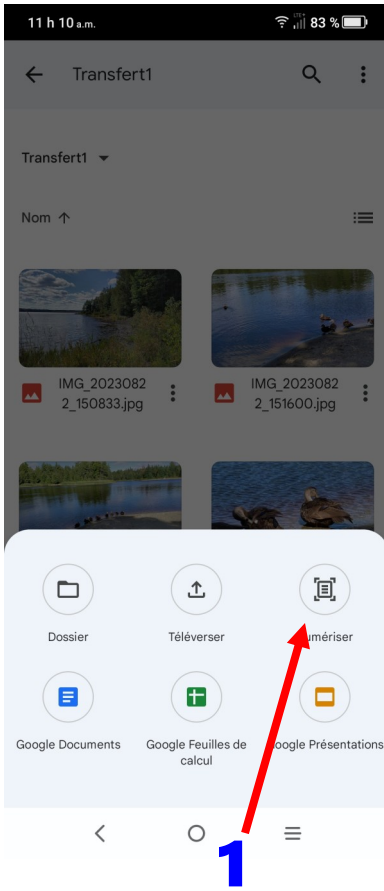 11 h 10 a.m.
LTE+ 83 %
Transfert1
Transfert1
Nom
IMG_2023082 IMG_2023082
2_150833.jpg 2_151600.jpg
Dossier Téléverser umériser
Google Documents Google Feuilles de oogle Présentations
calcul
1